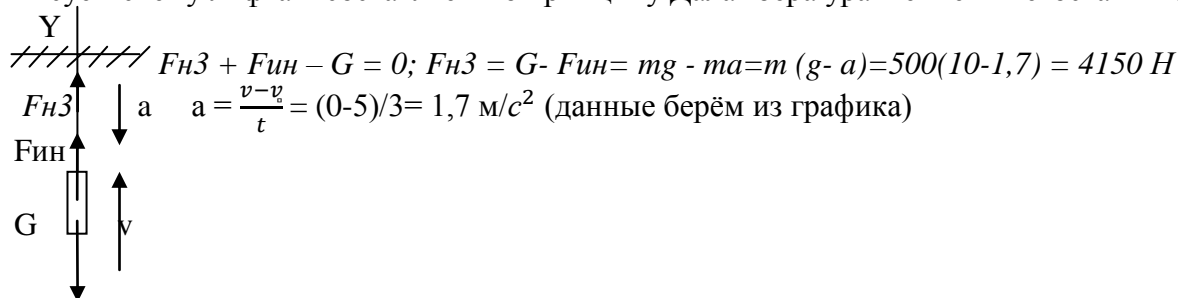 Y
Fн3 + Fин – G = 0; Fн3 = G- Fин= mg - ma=m (g- a)=500(10-1,7) = 4150 Н
Fн3 a a = (v−v₀)/t = (0-5)/3= 1,7 м/с² (данные берём из графика)
Fин
G v